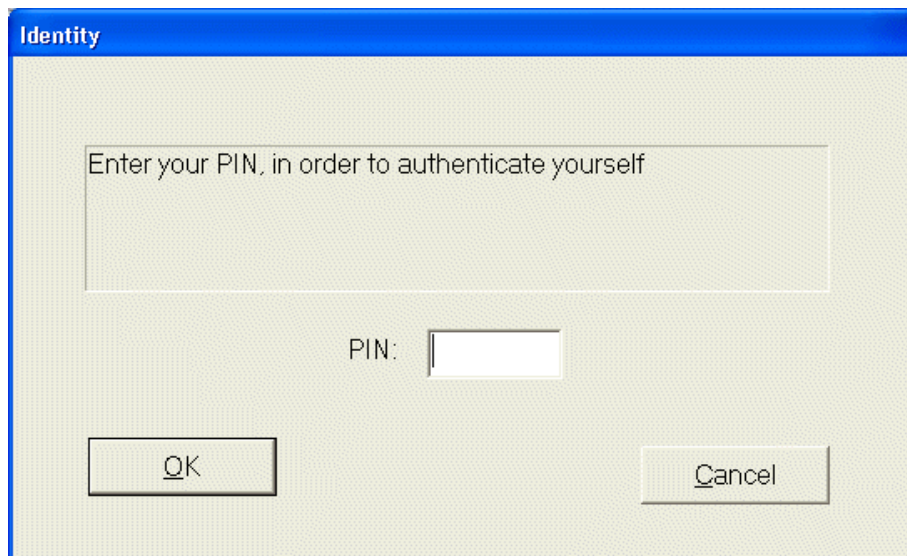 Identity
Enter your PIN, in order to authenticate yourself
PIN:
OK
Cancel